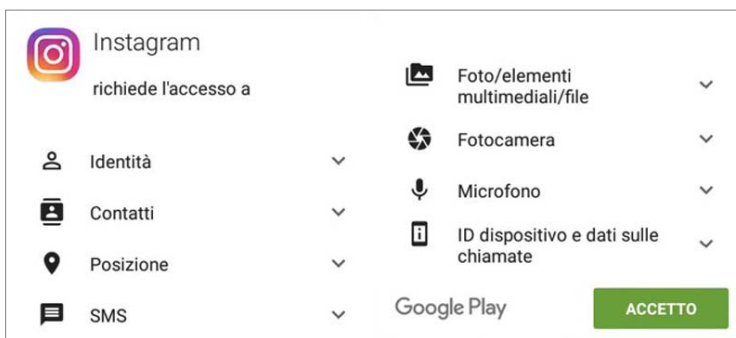 Instagram
richiede l'accesso a
Identità
Contatti
Posizione
SMS
Foto/elementi
multimediali/file
Fotocamera
Microfono
ID dispositivo e dati sulle
chiamate
Google Play
ACCETTO